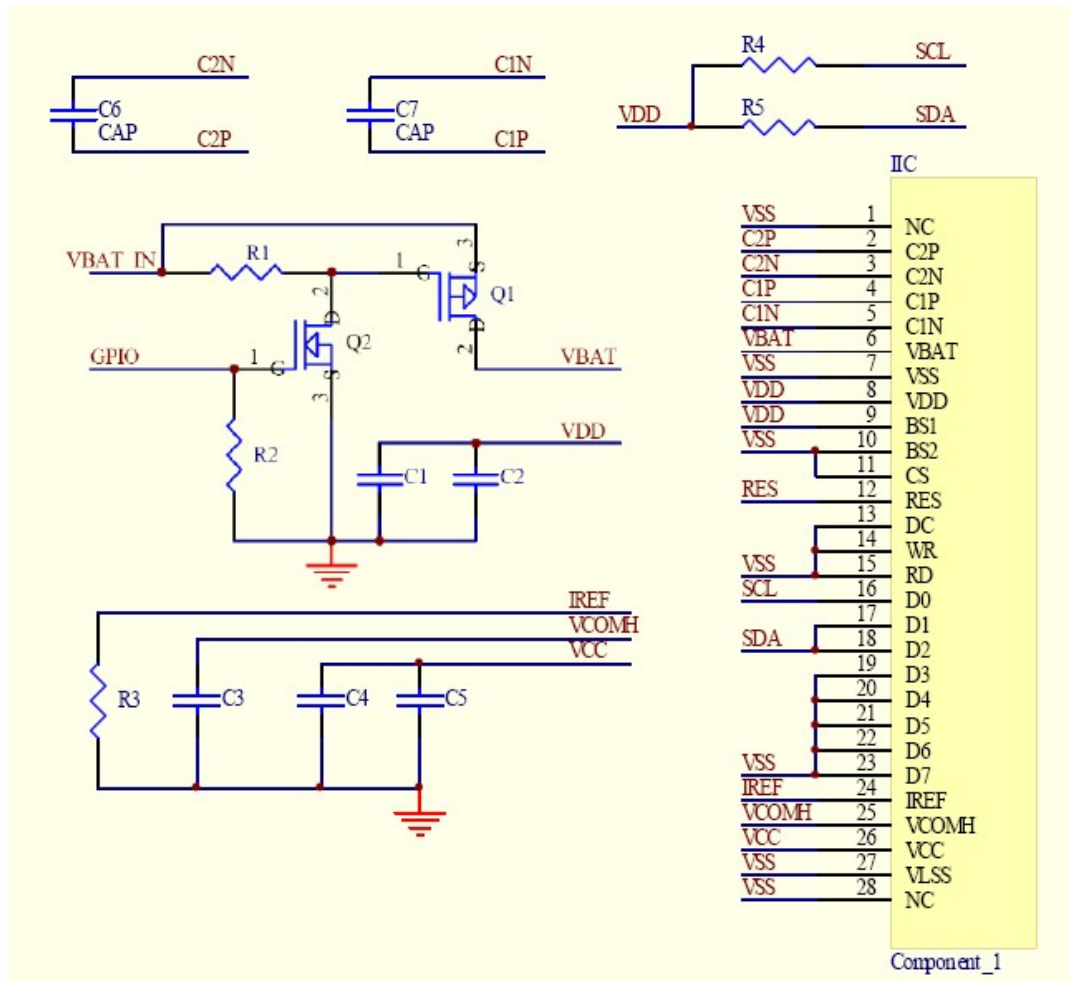 C2N
C6
CAP
C2P
C1N
C7
CAP
C1P
R4
SCL
VDD
R5
SDA
VBAT IN
R1
1
G
3
S
Q1
D
2
VBAT
2
D
Q2
GPIO
1
G
S
3
R2
VDD
C1
C2
IREF
VCOMH
VCC
R3
C3
C4
C5
IIC
VSS 1 NC
C2P 2 C2P
C2N 3 C2N
C1P 4 C1P
C1N 5 C1N
VBAT 6 VBAT
VSS 7 VSS
VDD 8 VDD
VDD 9 BS1
VSS 10 BS2
11 CS
RES 12 RES
13 DC
14 WR
VSS 15 RD
SCL 16 D0
17 D1
SDA 18 D2
19 D3
20 D4
21 D5
22 D6
VSS 23 D7
IREF 24 IREF
VCOMH 25 VCOMH
VCC 26 VCC
VSS 27 VLSS
VSS 28 NC
Component_1